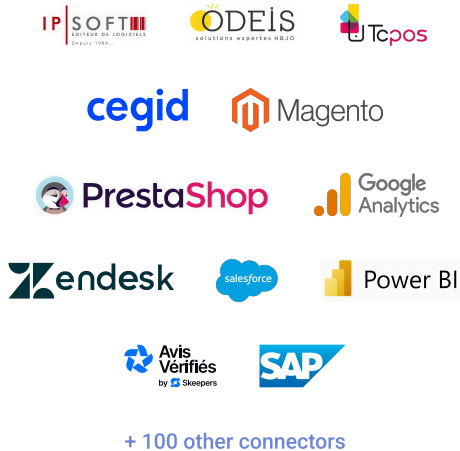 IP SOFT
EDITEUR DE LOGICIELS
Depuis 1986...
ODEIS
solutions expertes HBJO
Tcpos
cegid
Magento
PrestaShop
Google
Analytics
Zendesk
salesforce
Power BI
Avis
Vérifiés
by Skeepers
SAP
+ 100 other connectors